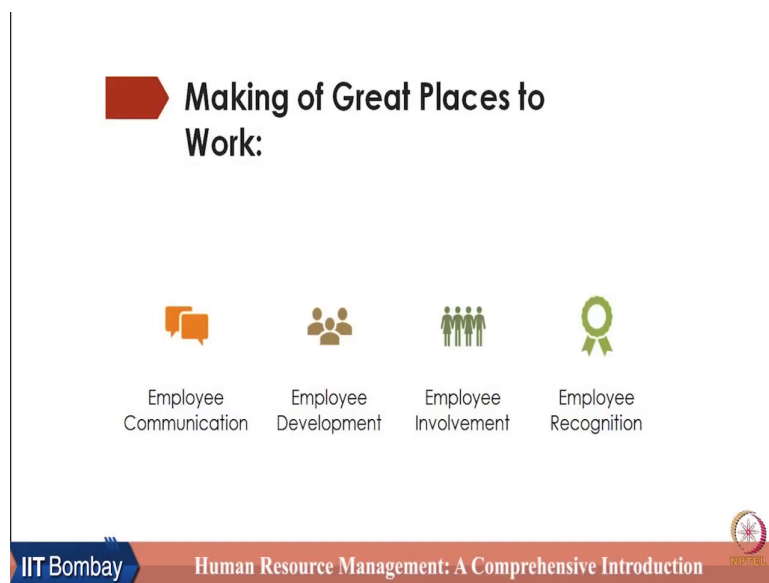 Making of Great Places to
Work:
Employee
Communication
Employee
Development
Employee
Involvement
Employee
Recognition
IIT Bombay
Human Resource Management: A Comprehensive Introduction
NPTEL